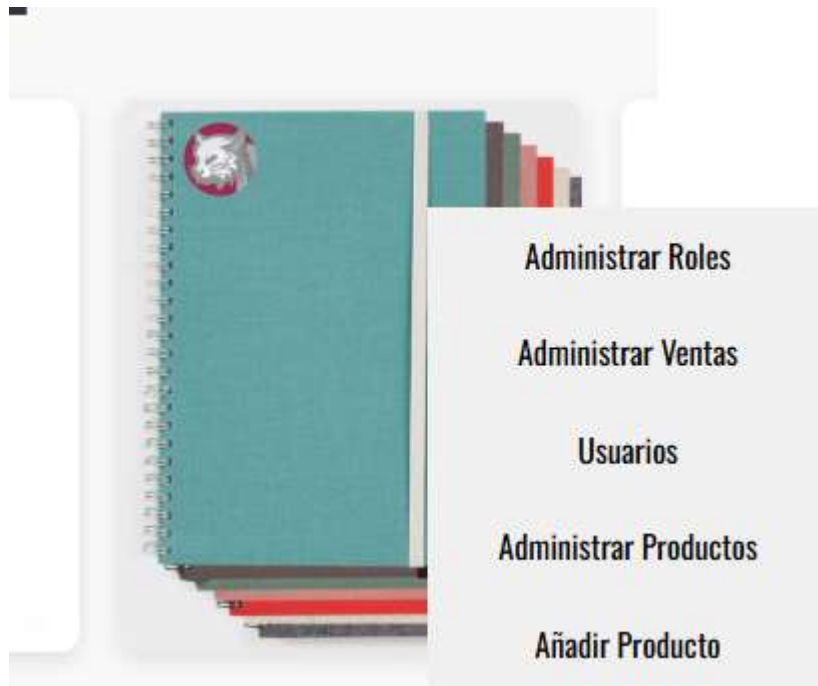 Administrar Roles
Administrar Ventas
Usuarios
Administrar Productos
Añadir Producto